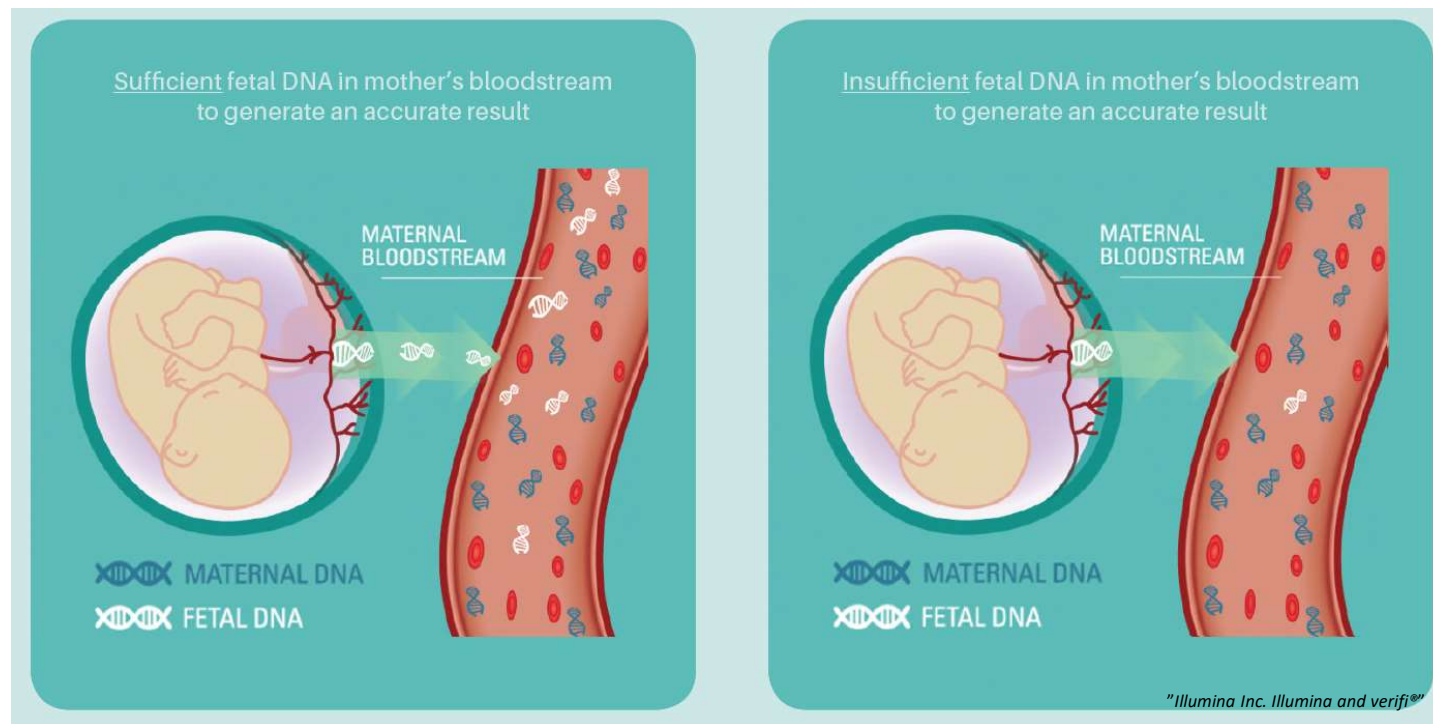 Sufficient fetal DNA in mother’s bloodstream
to generate an accurate result
MATERNAL
BLOODSTREAM
MATERNAL DNA
FETAL DNA
Insufficient fetal DNA in mother’s bloodstream
to generate an accurate result
MATERNAL
BLOODSTREAM
MATERNAL DNA
FETAL DNA
”Illumina Inc. Illumina and verifi®”